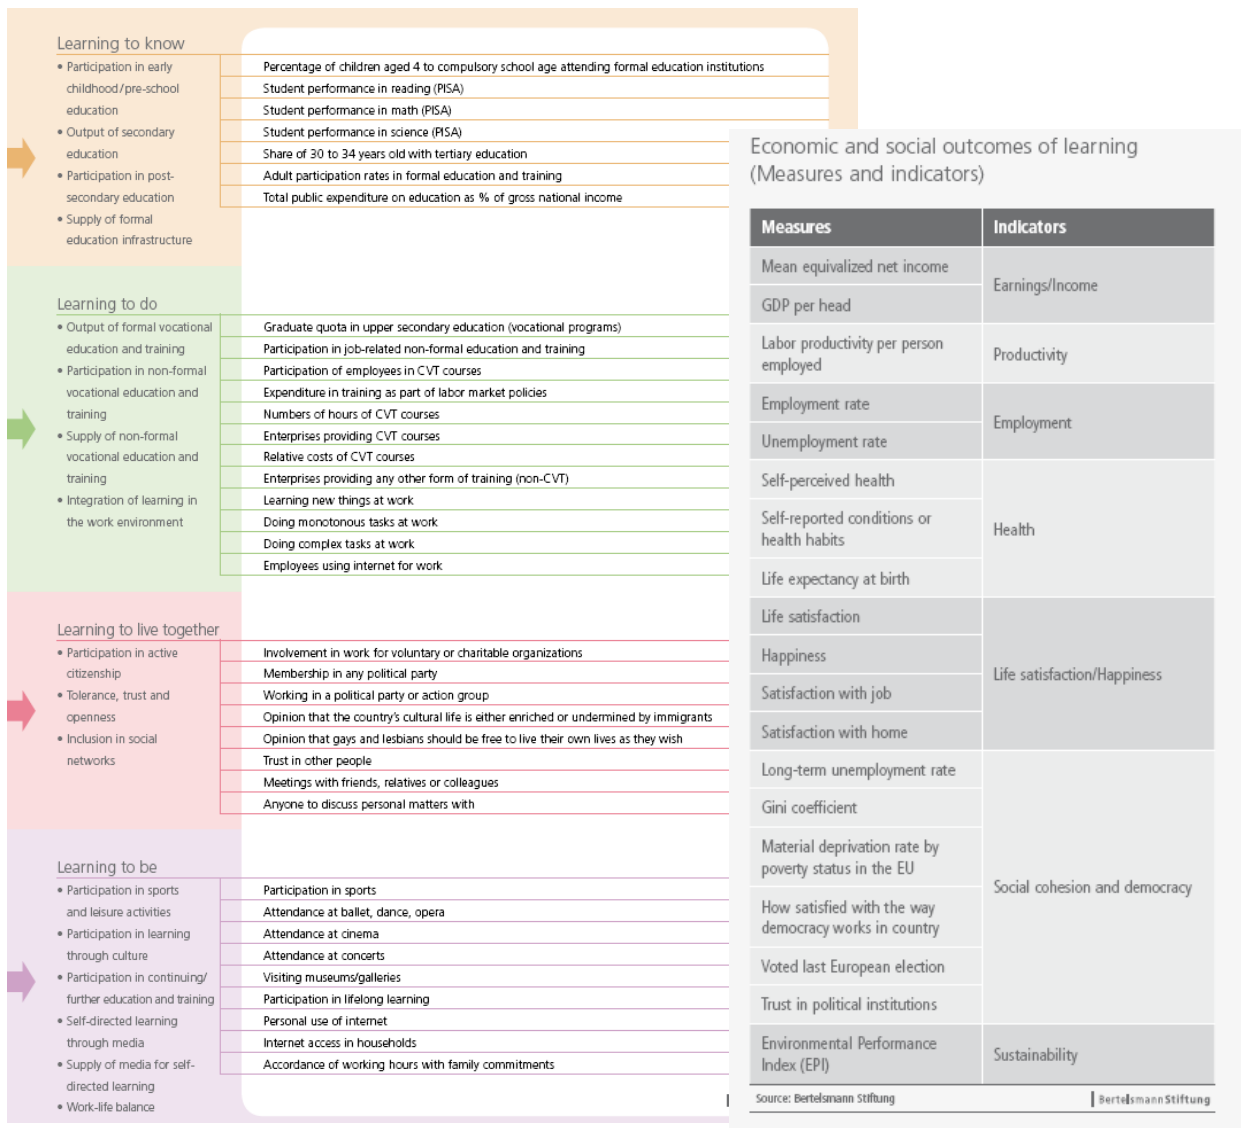 Learning to know
• Participation in early
childhood/pre-school
education
• Output of secondary
education
• Participation in post-
secondary education
• Supply of formal
education infrastructure
Percentage of children aged 4 to compulsory school age attending formal education institutions
Student performance in reading (PISA)
Student performance in math (PISA)
Student performance in science (PISA)
Share of 30 to 34 years old with tertiary education
Adult participation rates in formal education and training
Total public expenditure on education as % of gross national income
Learning to do
• Output of formal vocational
education and training
• Participation in non-formal
vocational education and
training
• Supply of non-formal
vocational education and
training
• Integration of learning in
the work environment
Graduate quota in upper secondary education (vocational programs)
Participation in job-related non-formal education and training
Participation of employees in CVT courses
Expenditure in training as part of labor market policies
Numbers of hours of CVT courses
Enterprises providing CVT courses
Relative costs of CVT courses
Enterprises providing any other form of training (non-CVT)
Learning new things at work
Doing monotonous tasks at work
Doing complex tasks at work
Employees using internet for work
Learning to live together
• Participation in active
citizenship
• Tolerance, trust and
openness
• Inclusion in social
networks
Involvement in work for voluntary or charitable organizations
Membership in any political party
Working in a political party or action group
Opinion that the country's cultural life is either enriched or undermined by immigrants
Opinion that gays and lesbians should be free to live their own lives as they wish
Trust in other people
Meetings with friends, relatives or colleagues
Anyone to discuss personal matters with
Learning to be
• Participation in sports
and leisure activities
• Participation in learning
through culture
• Participation in continuing/
further education and training
• Self-directed learning
through media
• Supply of media for self-
directed learning
• Work-life balance
Participation in sports
Attendance at ballet, dance, opera
Attendance at cinema
Attendance at concerts
Visiting museums/galleries
Participation in lifelong learning
Personal use of internet
Internet access in households
Accordance of working hours with family commitments
Economic and social outcomes of learning
(Measures and indicators)
Measures
Indicators
Mean equivalized net income
GDP per head
Earnings/Income
Labor productivity per person
employed
Productivity
Employment rate
Unemployment rate
Employment
Self-perceived health
Self-reported conditions or
health habits
Life expectancy at birth
Health
Life satisfaction
Happiness
Satisfaction with job
Satisfaction with home
Life satisfaction/Happiness
Long-term unemployment rate
Gini coefficient
Material deprivation rate by
poverty status in the EU
How satisfied with the way
democracy works in country
Voted last European election
Trust in political institutions
Social cohesion and democracy
Environmental Performance
Index (EPI)
Sustainability
Source: Bertelsmann Stiftung
BertelsmannStiftung